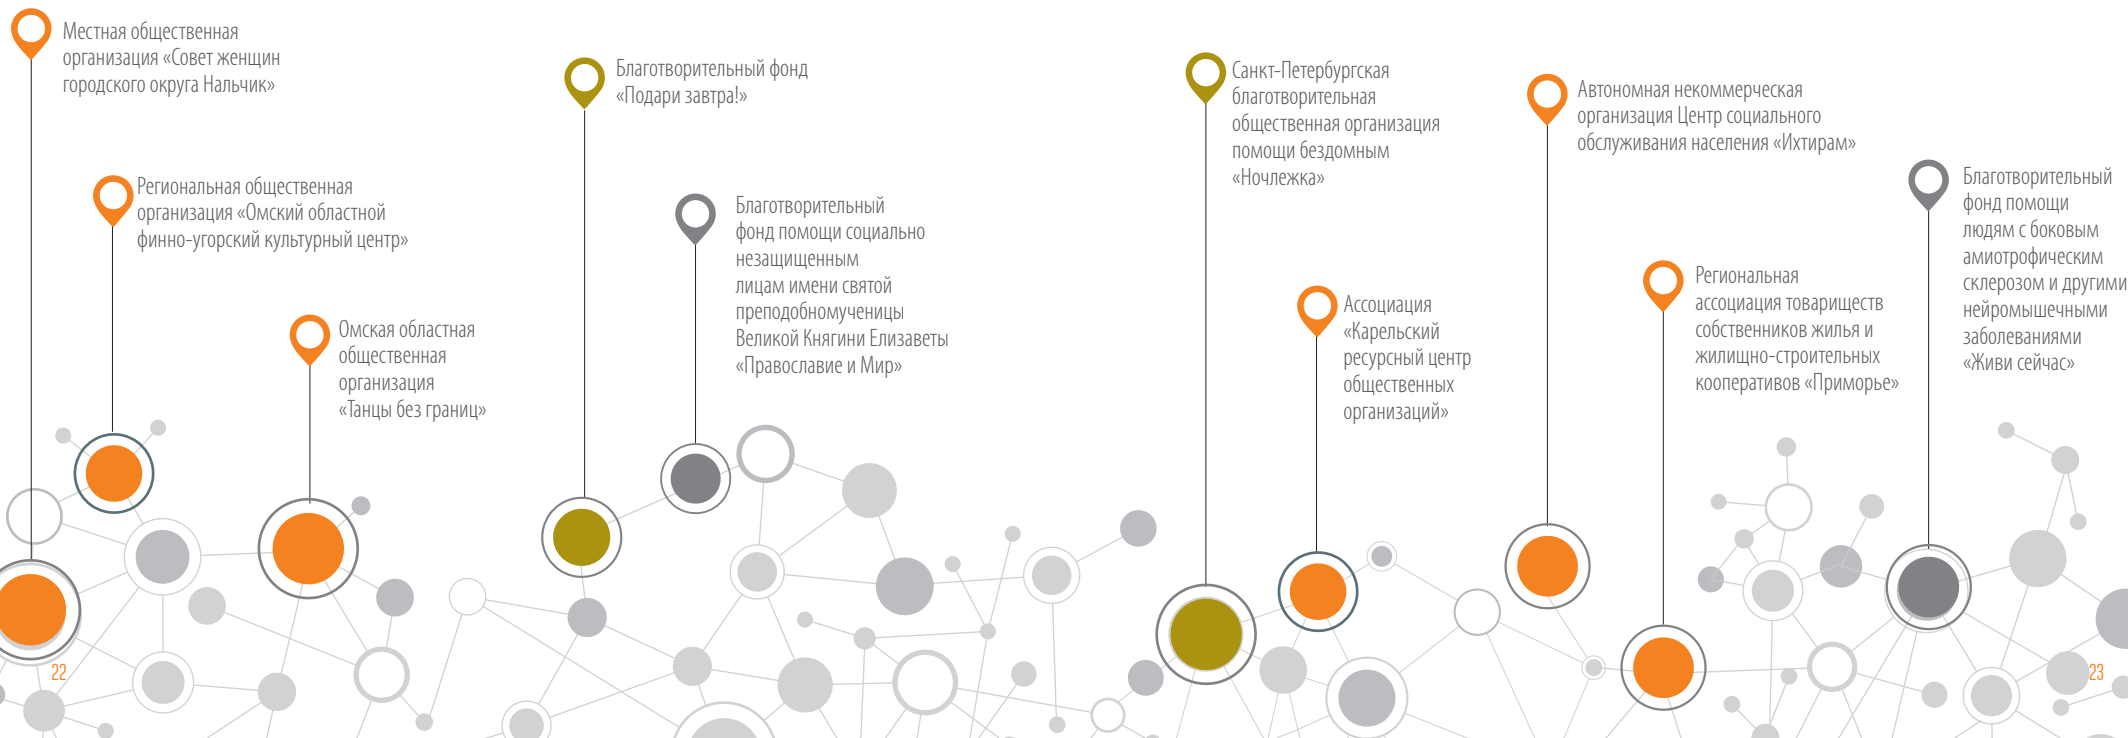 Местная общественная
организация «Совет женщин
городского округа Нальчик»
Региональная общественная
организация «Омский областной
финно-угорский культурный центр»
Омская областная
общественная
организация
«Танцы без границ»
Благотворительный фонд
«Подари завтра!»
Благотворительный
фонд помощи социально
незащищенным
лицам имени святой
преподобномученицы
Великой Княгини Елизаветы
«Православие и Мир»
Санкт-Петербургская
благотворительная
общественная организация
помощи бездомным
«Ночлежка»
Ассоциация
«Карельский
ресурсный центр
общественных
организаций»
Автономная некоммерческая
организация Центр социального
обслуживания населения «Ихтирам»
Региональная
ассоциация товариществ
собственников жилья и
жилищно-строительных
кооперативов «Приморье»
Благотворительный
фонд помощи
людям с боковым
амиотрофическим
склерозом и другими
нейромышечными
заболеваниями
«Живи сейчас»
22
23